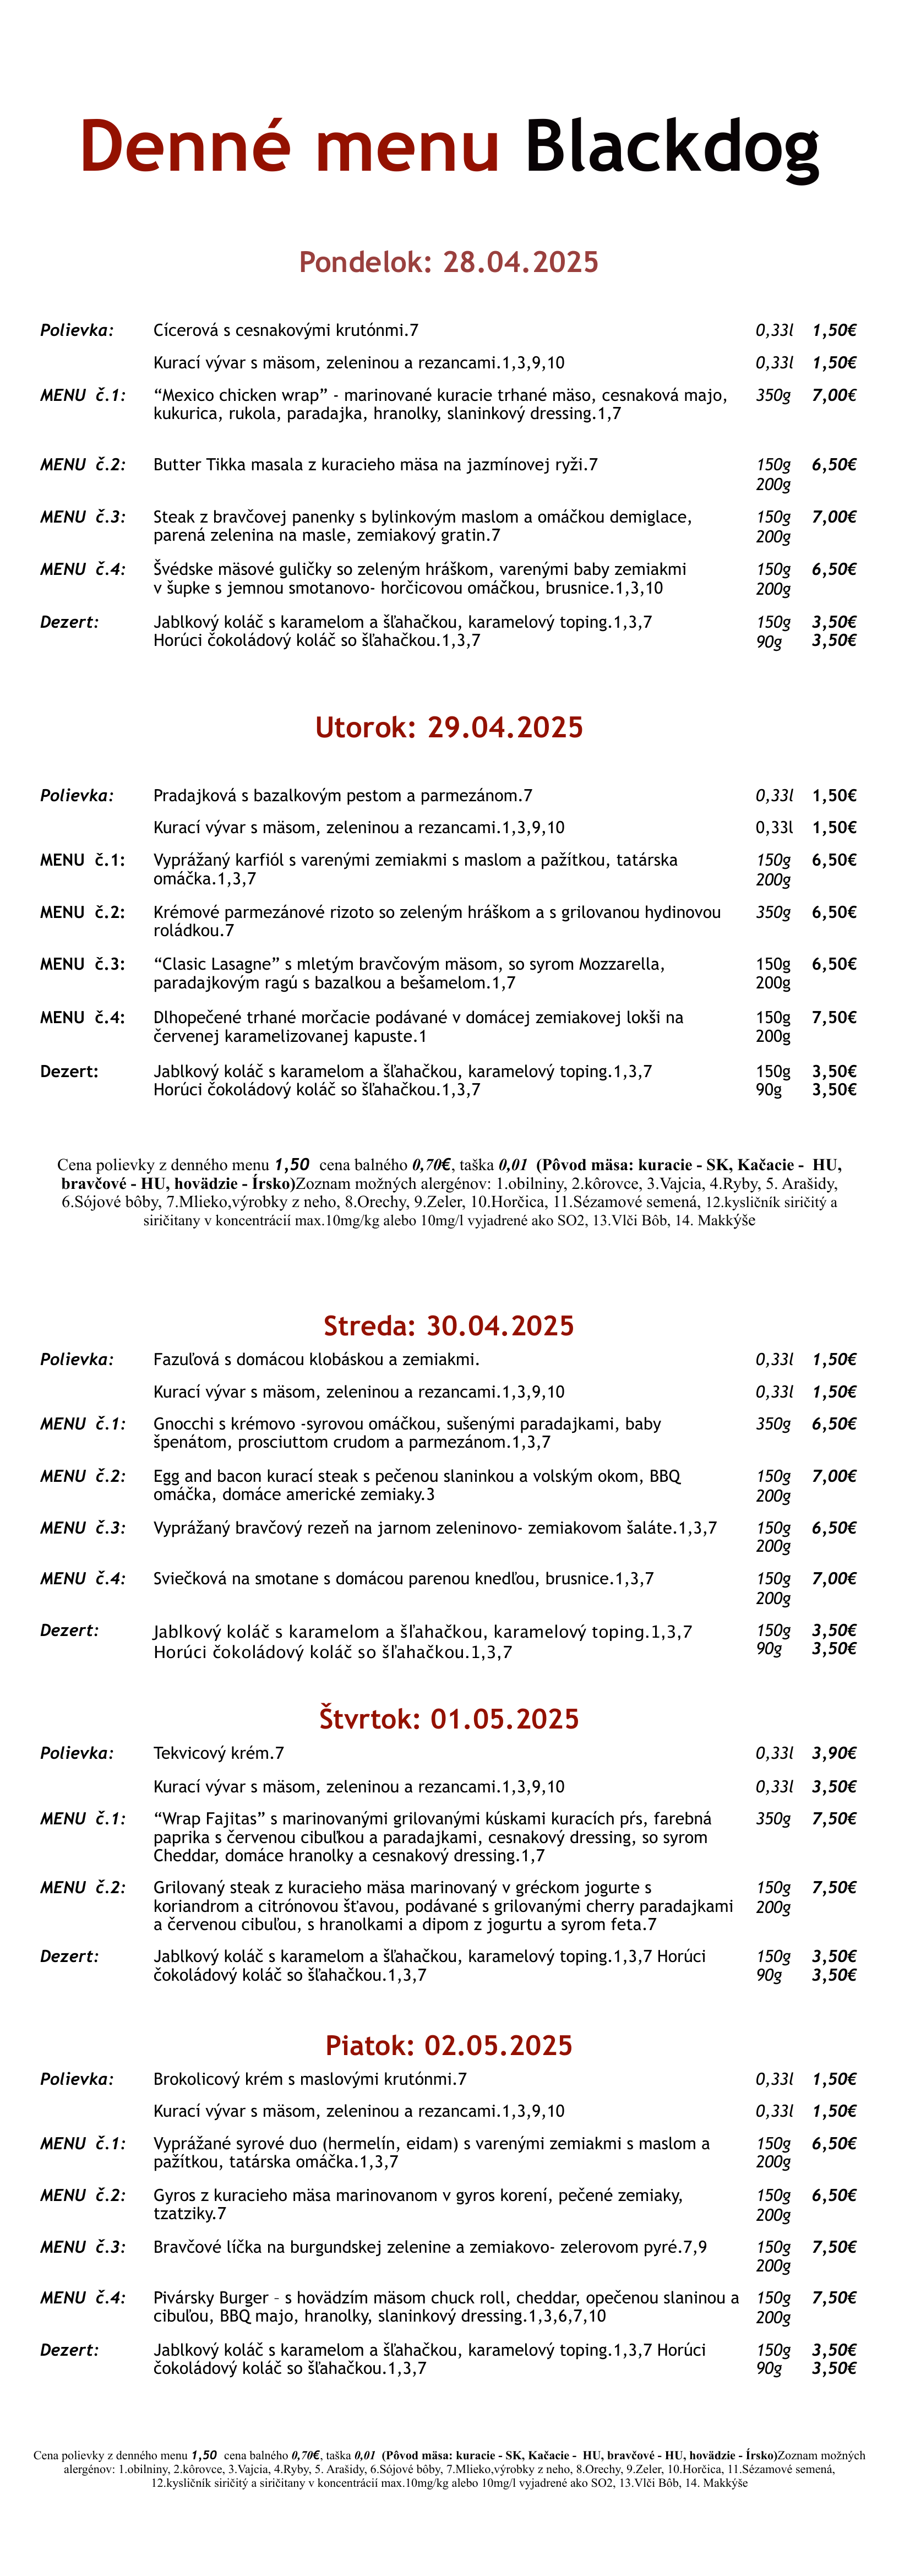 Denné menu Blackdog
Pondelok: 28.04.2025
Polievka: Cícerová s cesnakovými krutónmi.7 0,33l 1,50€
Kurací vývar s mäsom, zeleninou a rezancami.1,3,9,10 0,33l 1,50€
MENU č.1: “Mexico chicken wrap” - marinované kuracie trhané mäso, cesnaková majo, 350g 7,00€
kukurica, rukola, paradajka, hranolky, slaninkový dressing.1,7
MENU č.2: Butter Tikka masala z kuracieho mäsa na jazmínovej ryži.7 150g 6,50€
200g
MENU č.3: Steak z bravčovej panenky s bylinkovým maslom a omáčkou demiglace, 150g 7,00€
parená zelenina na masle, zemiakový gratin.7 200g
MENU č.4: Švédske mäsové guličky so zeleným hráškom, varenými baby zemiakmi 150g 6,50€
v šupke s jemnou smotanovo- horčicovou omáčkou, brusnice.1,3,10 200g
Dezert: Jablkový koláč s karamelom a šľahačkou, karamelový toping.1,3,7 150g 3,50€
Horúci čokoládový koláč so šľahačkou.1,3,7 90g 3,50€
Utorok: 29.04.2025
Polievka: Pradajková s bazalkovým pestom a parmezánom.7 0,33l 1,50€
Kurací vývar s mäsom, zeleninou a rezancami.1,3,9,10 0,33l 1,50€
MENU č.1: Vyprážaný karfiól s varenými zemiakmi s maslom a pažítkou, tatárska 150g 6,50€
omáčka.1,3,7 200g
MENU č.2: Krémové parmezánové rizoto so zeleným hráškom a s grilovanou hydinovou 350g 6,50€
roládkou.7
MENU č.3: “Clasic Lasagne” s mletým bravčovým mäsom, so syrom Mozzarella, 150g 6,50€
paradajkovým ragú s bazalkou a bešamelom.1,7 200g
MENU č.4: Dlhopečené trhané morčacie podávané v domácej zemiakovej lokši na 150g 7,50€
červenej karamelizovanej kapuste.1 200g
Dezert: Jablkový koláč s karamelom a šľahačkou, karamelový toping.1,3,7 150g 3,50€
Horúci čokoládový koláč so šľahačkou.1,3,7 90g 3,50€
Cena polievky z denného menu 1,50 cena balného 0,70€, taška 0,01 (Pôvod mäsa: kuracie - SK, Kačacie - HU,
bravčové - HU, hovädzie - Írsko)Zoznam možných alergénov: 1.obilniny, 2.kôrovce, 3.Vajcia, 4.Ryby, 5. Arašidy,
6.Sójové bôby, 7.Mlieko,výrobky z neho, 8.Orechy, 9.Zeler, 10.Horčica, 11.Sézamové semená, 12.kysličník siričitý a
siričitany v koncentrácií max.10mg/kg alebo 10mg/l vyjadrené ako SO2, 13.Vlči Bôb, 14. Makkýše
Streda: 30.04.2025
Polievka: Fazuľová s domácou klobáskou a zemiakmi. 0,33l 1,50€
Kurací vývar s mäsom, zeleninou a rezancami.1,3,9,10 0,33l 1,50€
MENU č.1: Gnocchi s krémovo -syrovou omáčkou, sušenými paradajkami, baby 350g 6,50€
špenátom, prosciuttom crudom a parmezánom.1,3,7
MENU č.2: Egg and bacon kurací steak s pečenou slaninkou a volským okom, BBQ 150g 7,00€
omáčka, domáce americké zemiaky.3 200g
MENU č.3: Vyprážaný bravčový rezeň na jarnom zeleninovo- zemiakovom šaláte.1,3,7 150g 6,50€
200g
MENU č.4: Sviečková na smotane s domácou parenou knedľou, brusnice.1,3,7 150g 7,00€
200g
Dezert: Jablkový koláč s karamelom a šľahačkou, karamelový toping.1,3,7 150g 3,50€
Horúci čokoládový koláč so šľahačkou.1,3,7 90g 3,50€
Štvrtok: 01.05.2025
Polievka: Tekvicový krém.7 0,33l 3,90€
Kurací vývar s mäsom, zeleninou a rezancami.1,3,9,10 0,33l 3,50€
MENU č.1: “Wrap Fajitas” s marinovanými grilovanými kúskami kuracích pŕs, farebná 350g 7,50€
paprika s červenou cibuľkou a paradajkami, cesnakový dressing, so syrom
Cheddar, domáce hranolky a cesnakový dressing.1,7
MENU č.2: Grilovaný steak z kuracieho mäsa marinovaný v gréckom jogurte s 150g 7,50€
koriandrom a citrónovou šťavou, podávané s grilovanými cherry paradajkami 200g
a červenou cibuľou, s hranolkami a dipom z jogurtu a syrom feta.7
Dezert: Jablkový koláč s karamelom a šľahačkou, karamelový toping.1,3,7 Horúci 150g 3,50€
čokoládový koláč so šľahačkou.1,3,7 90g 3,50€
Piatok: 02.05.2025
Polievka: Brokolicový krém s maslovými krutónmi.7 0,33l 1,50€
Kurací vývar s mäsom, zeleninou a rezancami.1,3,9,10 0,33l 1,50€
MENU č.1: Vyprážané syrové duo (hermelín, eidam) s varenými zemiakmi s maslom a 150g 6,50€
pažítkou, tatárska omáčka.1,3,7 200g
MENU č.2: Gyros z kuracieho mäsa marinovanom v gyros korení, pečené zemiaky, 150g 6,50€
tzatziky.7 200g
MENU č.3: Bravčové líčka na burgundskej zelenine a zemiakovo- zelerovom pyré.7,9 150g 7,50€
200g
MENU č.4: Pivársky Burger – s hovädzím mäsom chuck roll, cheddar, opečenou slaninou a 150g 7,50€
cibuľou, BBQ majo, hranolky, slaninkový dressing.1,3,6,7,10 200g
Dezert: Jablkový koláč s karamelom a šľahačkou, karamelový toping.1,3,7 Horúci 150g 3,50€
čokoládový koláč so šľahačkou.1,3,7 90g 3,50€
Cena polievky z denného menu 1,50 cena balného 0,70€, taška 0,01 (Pôvod mäsa: kuracie - SK, Kačacie - HU, bravčové - HU, hovädzie - Írsko)Zoznam možných
alergénov: 1.obilniny, 2.kôrovce, 3.Vajcia, 4.Ryby, 5. Arašidy, 6.Sójové bôby, 7.Mlieko,výrobky z neho, 8.Orechy, 9.Zeler, 10.Horčica, 11.Sézamové semená,
12.kysličník siričitý a siričitany v koncentrácií max.10mg/kg alebo 10mg/l vyjadrené ako SO2, 13.Vlči Bôb, 14. Makkýše